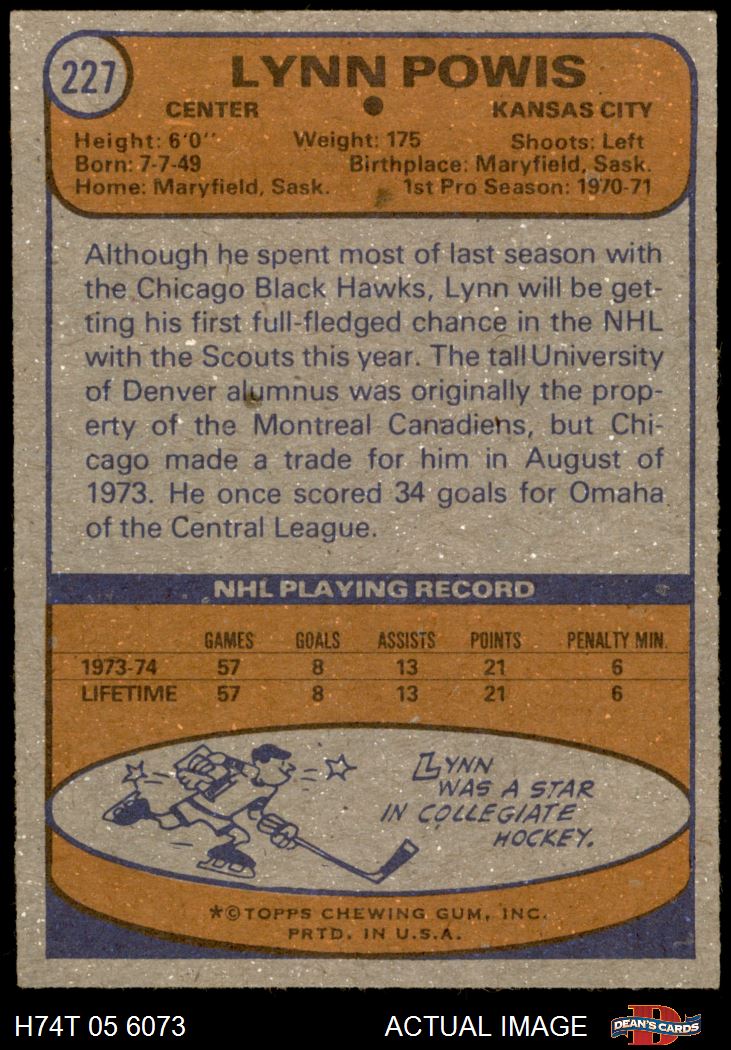 227
LYNN POWIS
CENTER ● KANSAS CITY
Height: 6'0" Weight: 175 Shoots: Left
Born: 7-7-49 Birthplace: Maryfield, Sask.
Home: Maryfield, Sask. 1st Pro Season: 1970-71
Although he spent most of last season with
the Chicago Black Hawks, Lynn will be get-
ting his first full-fledged chance in the NHL
with the Scouts this year. The tall University
of Denver alumnus was originally the prop-
erty of the Montreal Canadiens, but Chi-
cago made a trade for him in August of
1973. He once scored 34 goals for Omaha
of the Central League.
NHL PLAYING RECORD
GAMES GOALS ASSISTS POINTS PENALTY MIN.
1973-74 57 8 13 21 6
LIFETIME 57 8 13 21 6
LYNN
WAS A STAR
IN COLLEGIATE
HOCKEY.
*©TOPPS CHEWING GUM, INC.
PRTD. IN U.S.A.
H74T 05 6073 ACTUAL IMAGE DEAN'S CARDS